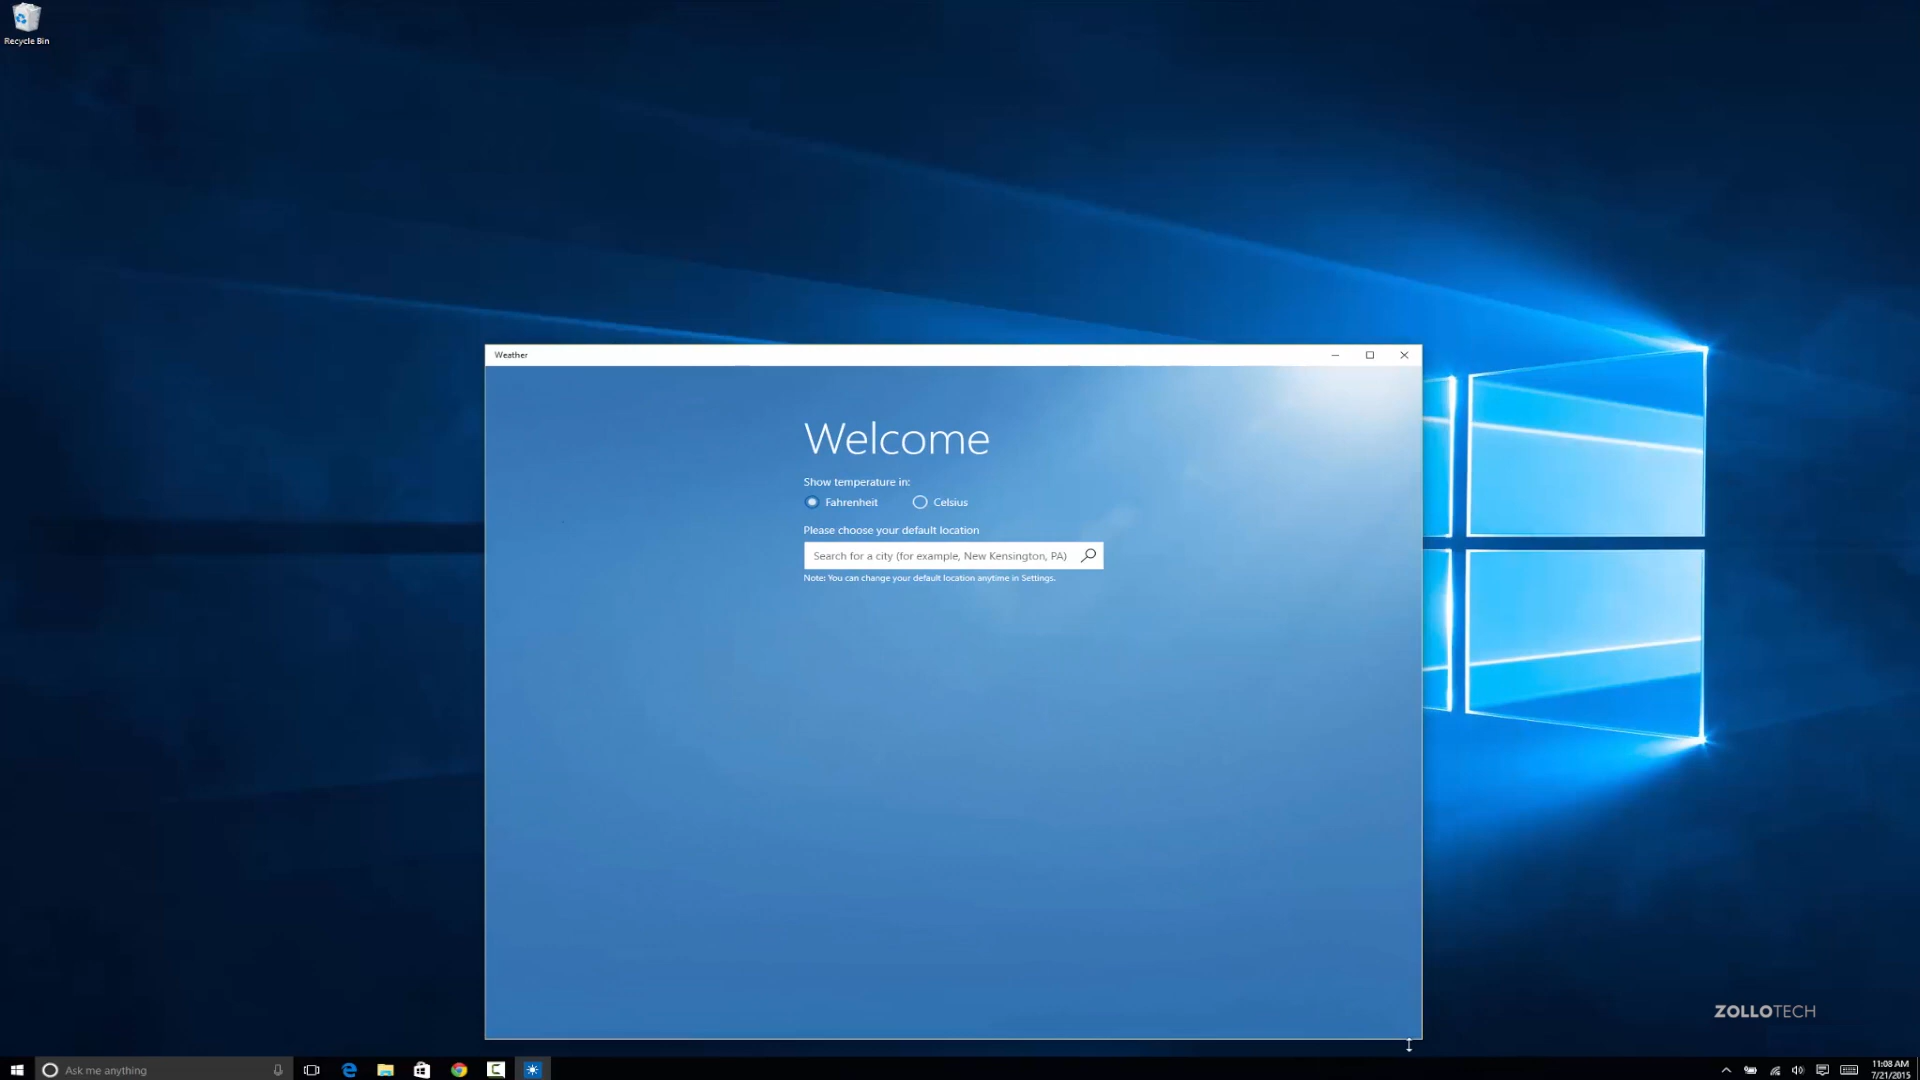 Recycle Bin
Weather
Welcome
Show temperature in:
Fahrenheit
Celsius
Please choose your default location
Search for a city (for example, New Kensington, PA)
Note: You can change your default location anytime in Settings.
ZOLLOTECH
Ask me anything
11:08 AM
7/21/2015